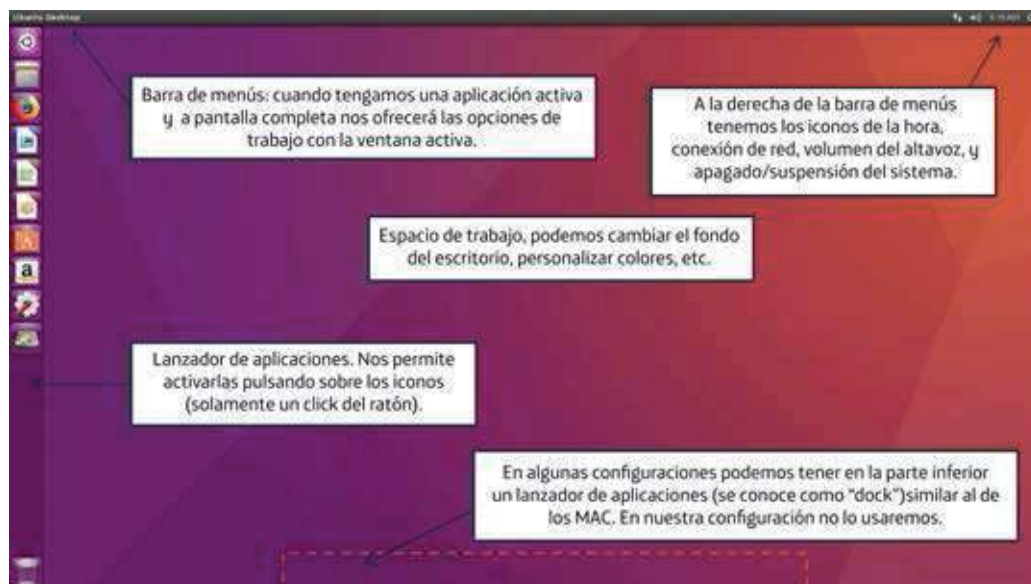 Ubuntu Desktop
Barra de menús: cuando tengamos una aplicación activa
y a pantalla completa nos ofrecerá las opciones de
trabajo con la ventana activa.
A la derecha de la barra de menús
tenemos los iconos de la hora,
conexión de red, volumen del altavoz, y
apagado/suspensión del sistema.
Espacio de trabajo, podemos cambiar el fondo
del escritorio, personalizar colores, etc.
a
Lanzador de aplicaciones. Nos permite
activarlas pulsando sobre los iconos
(solamente un click del ratón).
En algunas configuraciones podemos tener en la parte inferior
un lanzador de aplicaciones (se conoce como “dock”)similar al de
los MAC. En nuestra configuración no lo usaremos.